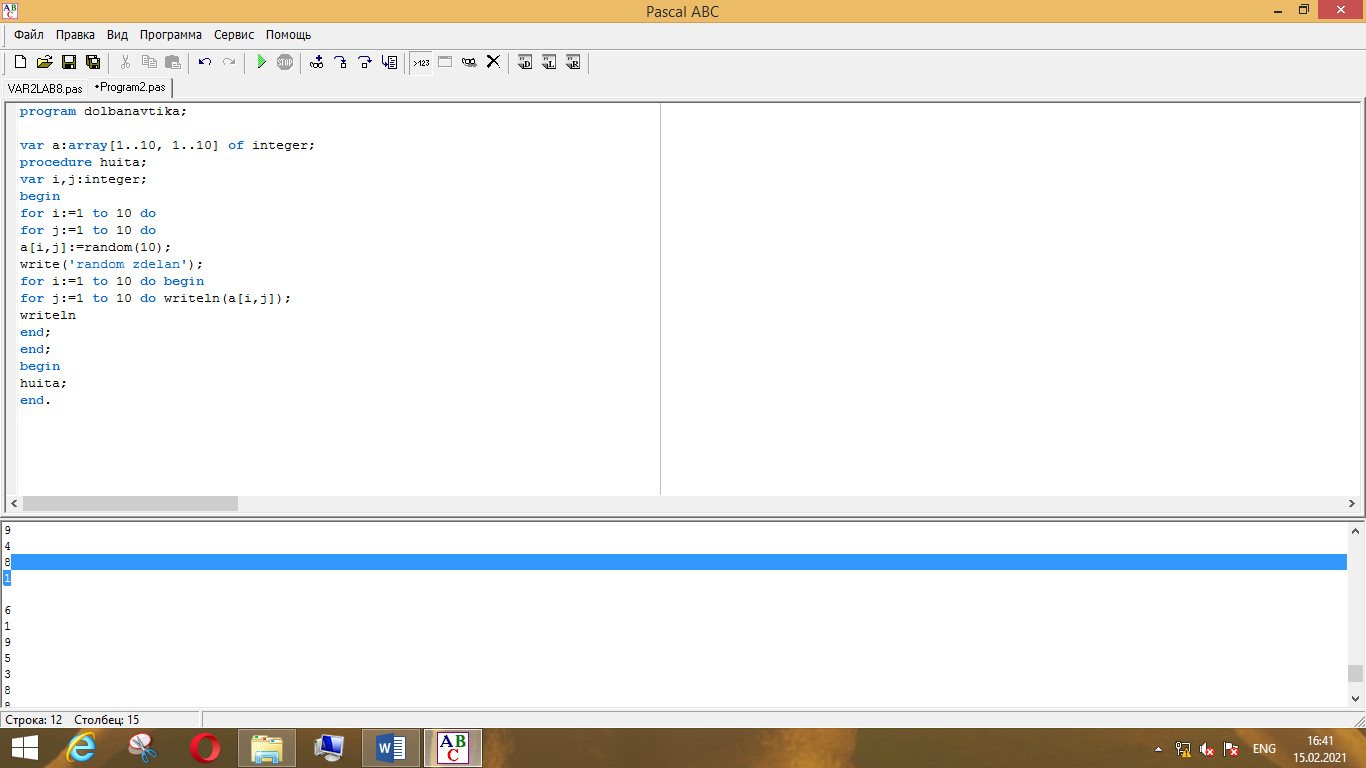 Pascal ABC
Файл Правка Вид Программа Сервис Помощь
VAR2LAB8.pas •Program2.pas
program dolbanavtika;
var a:array[1..10, 1..10] of integer;
procedure huita;
var i,j:integer;
begin
for i:=1 to 10 do
for j:=1 to 10 do
a[i,j]:=random(10);
write('random zdelan');
for i:=1 to 10 do begin
for j:=1 to 10 do writeln(a[i,j]);
writeln
end;
end;
begin
huita;
end.
9
4
8
1
6
1
9
5
3
8
Строка: 12 Столбец: 15
ENG
16:41
15.02.2021